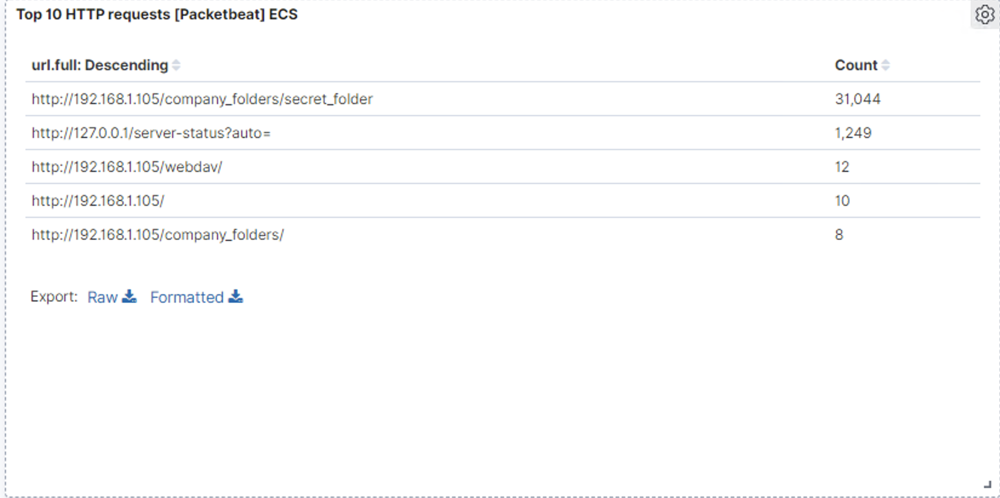 Top 10 HTTP requests [Packetbeat] ECS
url.full: Descending Count
http://192.168.1.105/company_folders/secret_folder 31,044
http://127.0.0.1/server-status?auto= 1,249
http://192.168.1.105/webdav/ 12
http://192.168.1.105/ 10
http://192.168.1.105/company_folders/ 8
Export: Raw Formatted